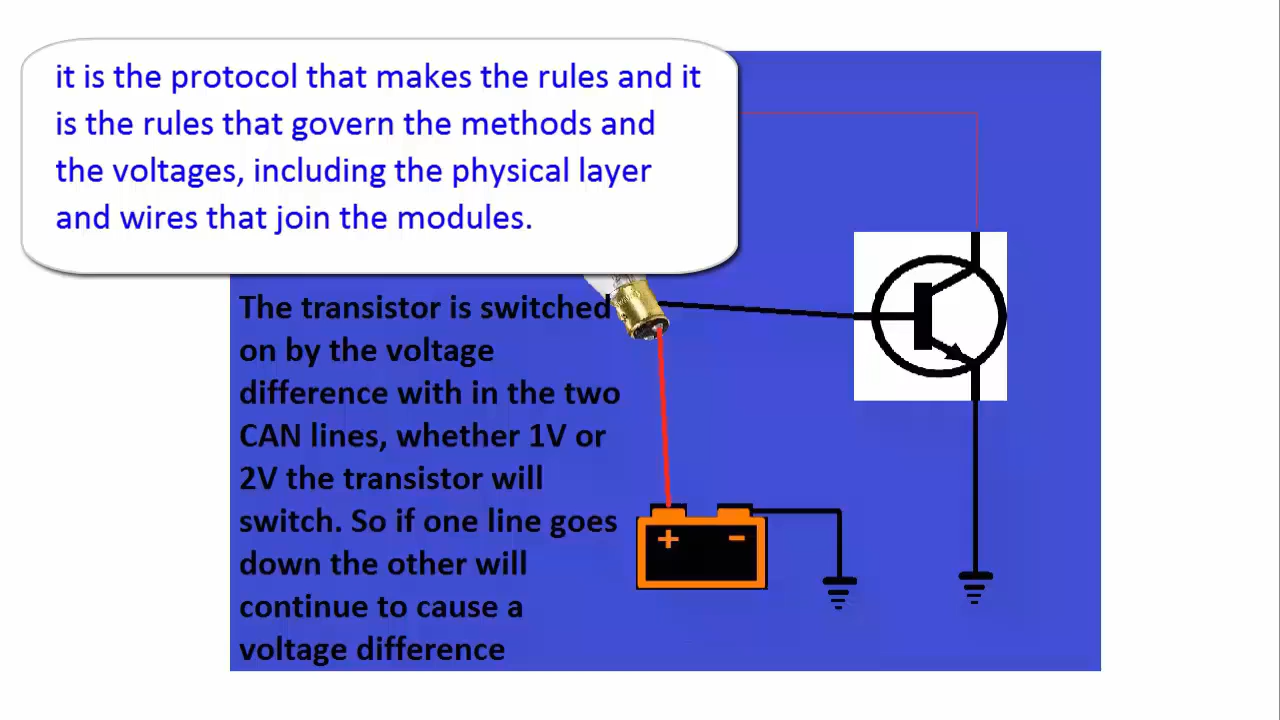 it is the protocol that makes the rules and it
is the rules that govern the methods and
the voltages, including the physical layer
and wires that join the modules.
The transistor is switched
on by the voltage
difference with in the two
CAN lines, whether 1V or
2V the transistor will
switch. So if one line goes
down the other will
continue to cause a
voltage difference
+ -